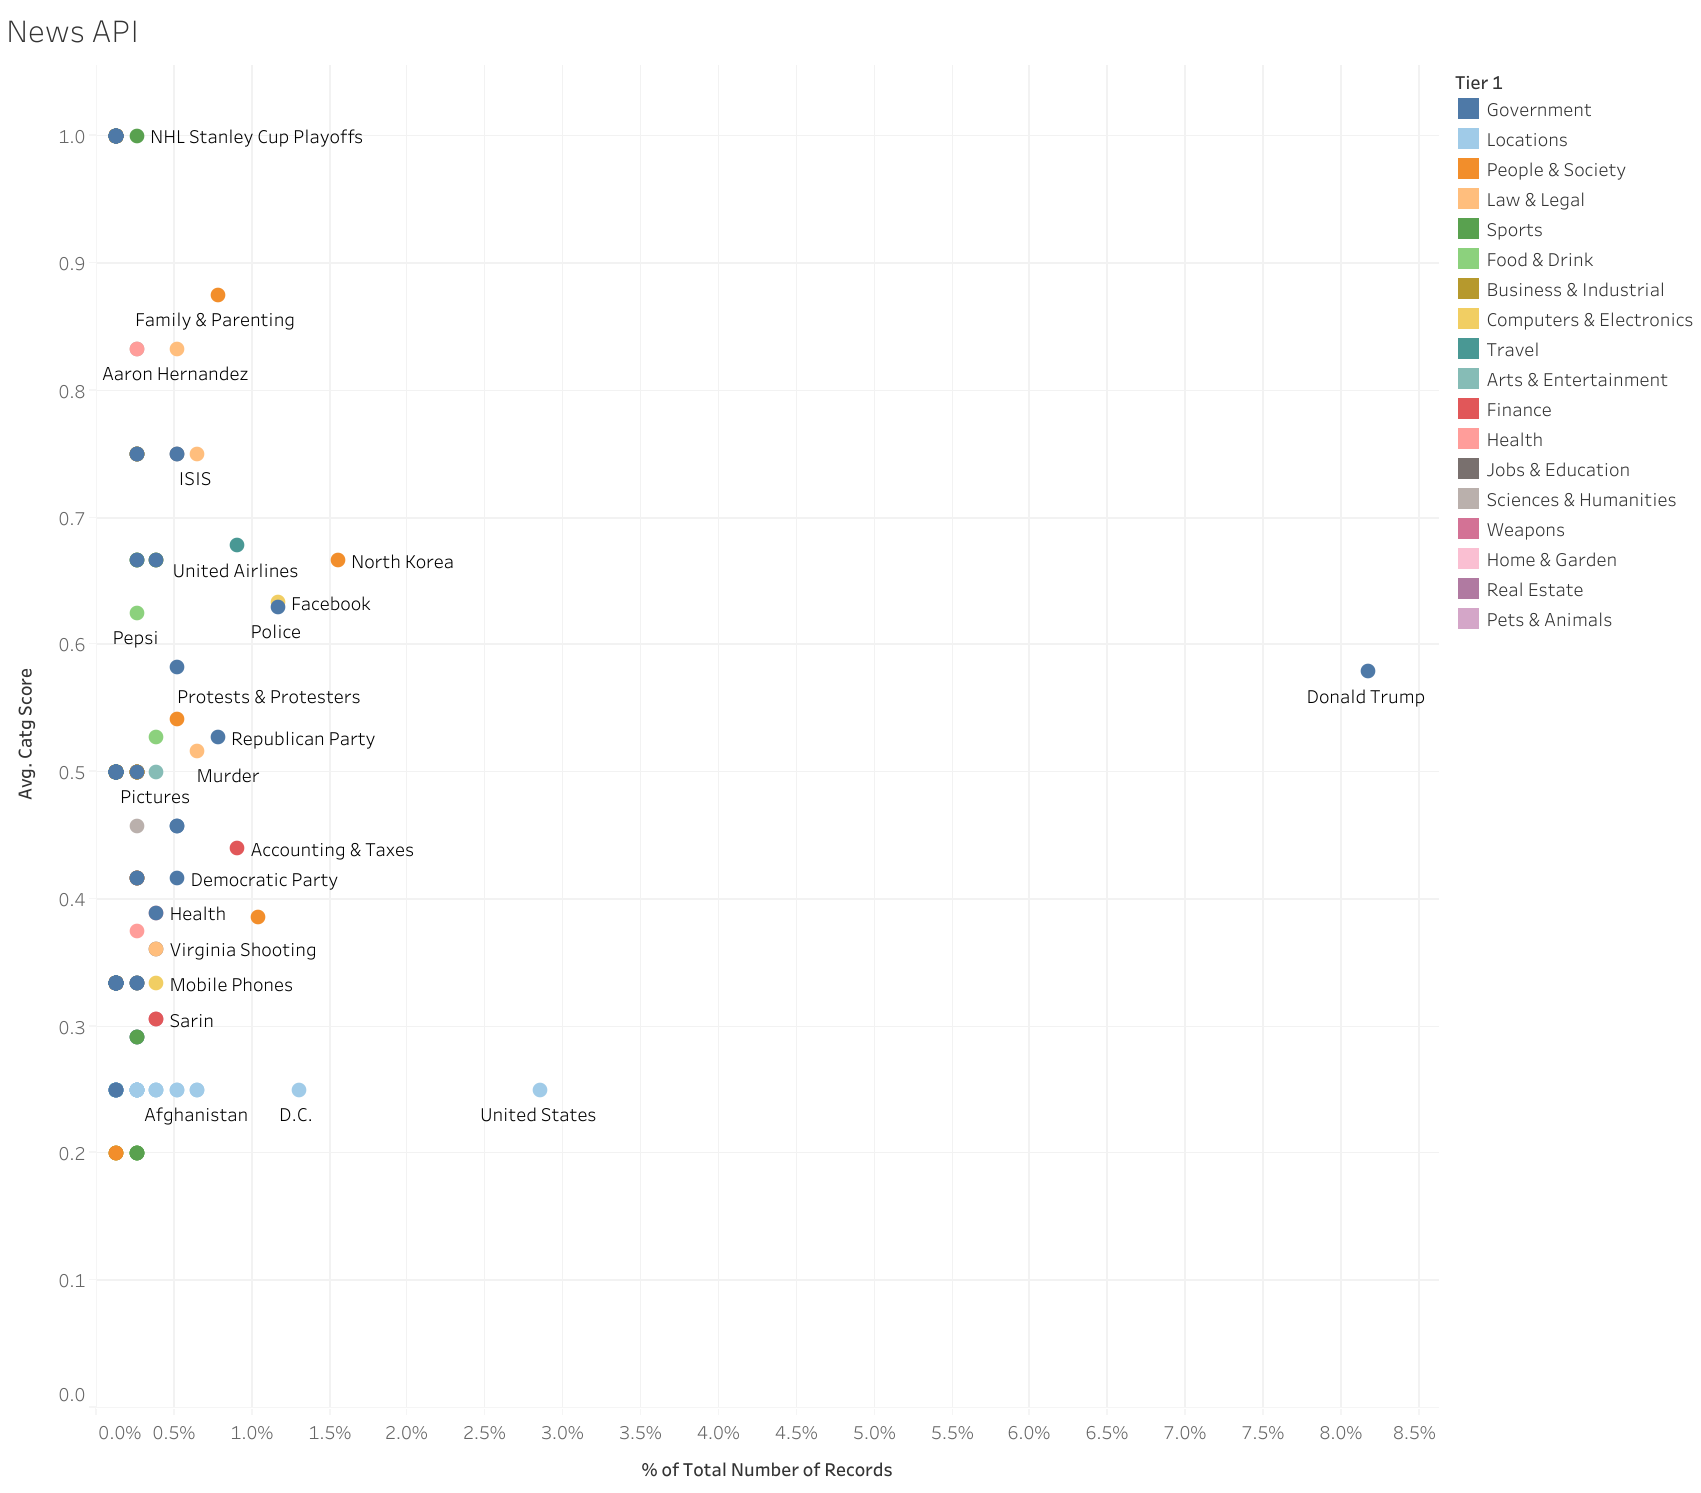 News API
Tier 1
Government
Locations
People & Society
Law & Legal
Sports
Food & Drink
Business & Industrial
Computers & Electronics
Travel
Arts & Entertainment
Finance
Health
Jobs & Education
Sciences & Humanities
Weapons
Home & Garden
Real Estate
Pets & Animals
Avg. Catg Score
1.0
0.9
0.8
0.7
0.6
0.5
0.4
0.3
0.2
0.1
0.0
NHL Stanley Cup Playoffs
Family & Parenting
Aaron Hernandez
ISIS
United Airlines
North Korea
Facebook
Police
Pepsi
Protests & Protesters
Donald Trump
Republican Party
Murder
Pictures
Accounting & Taxes
Democratic Party
Health
Virginia Shooting
Mobile Phones
Sarin
Afghanistan
D.C.
United States
0.0% 0.5% 1.0% 1.5% 2.0% 2.5% 3.0% 3.5% 4.0% 4.5% 5.0% 5.5% 6.0% 6.5% 7.0% 7.5% 8.0% 8.5%
% of Total Number of Records